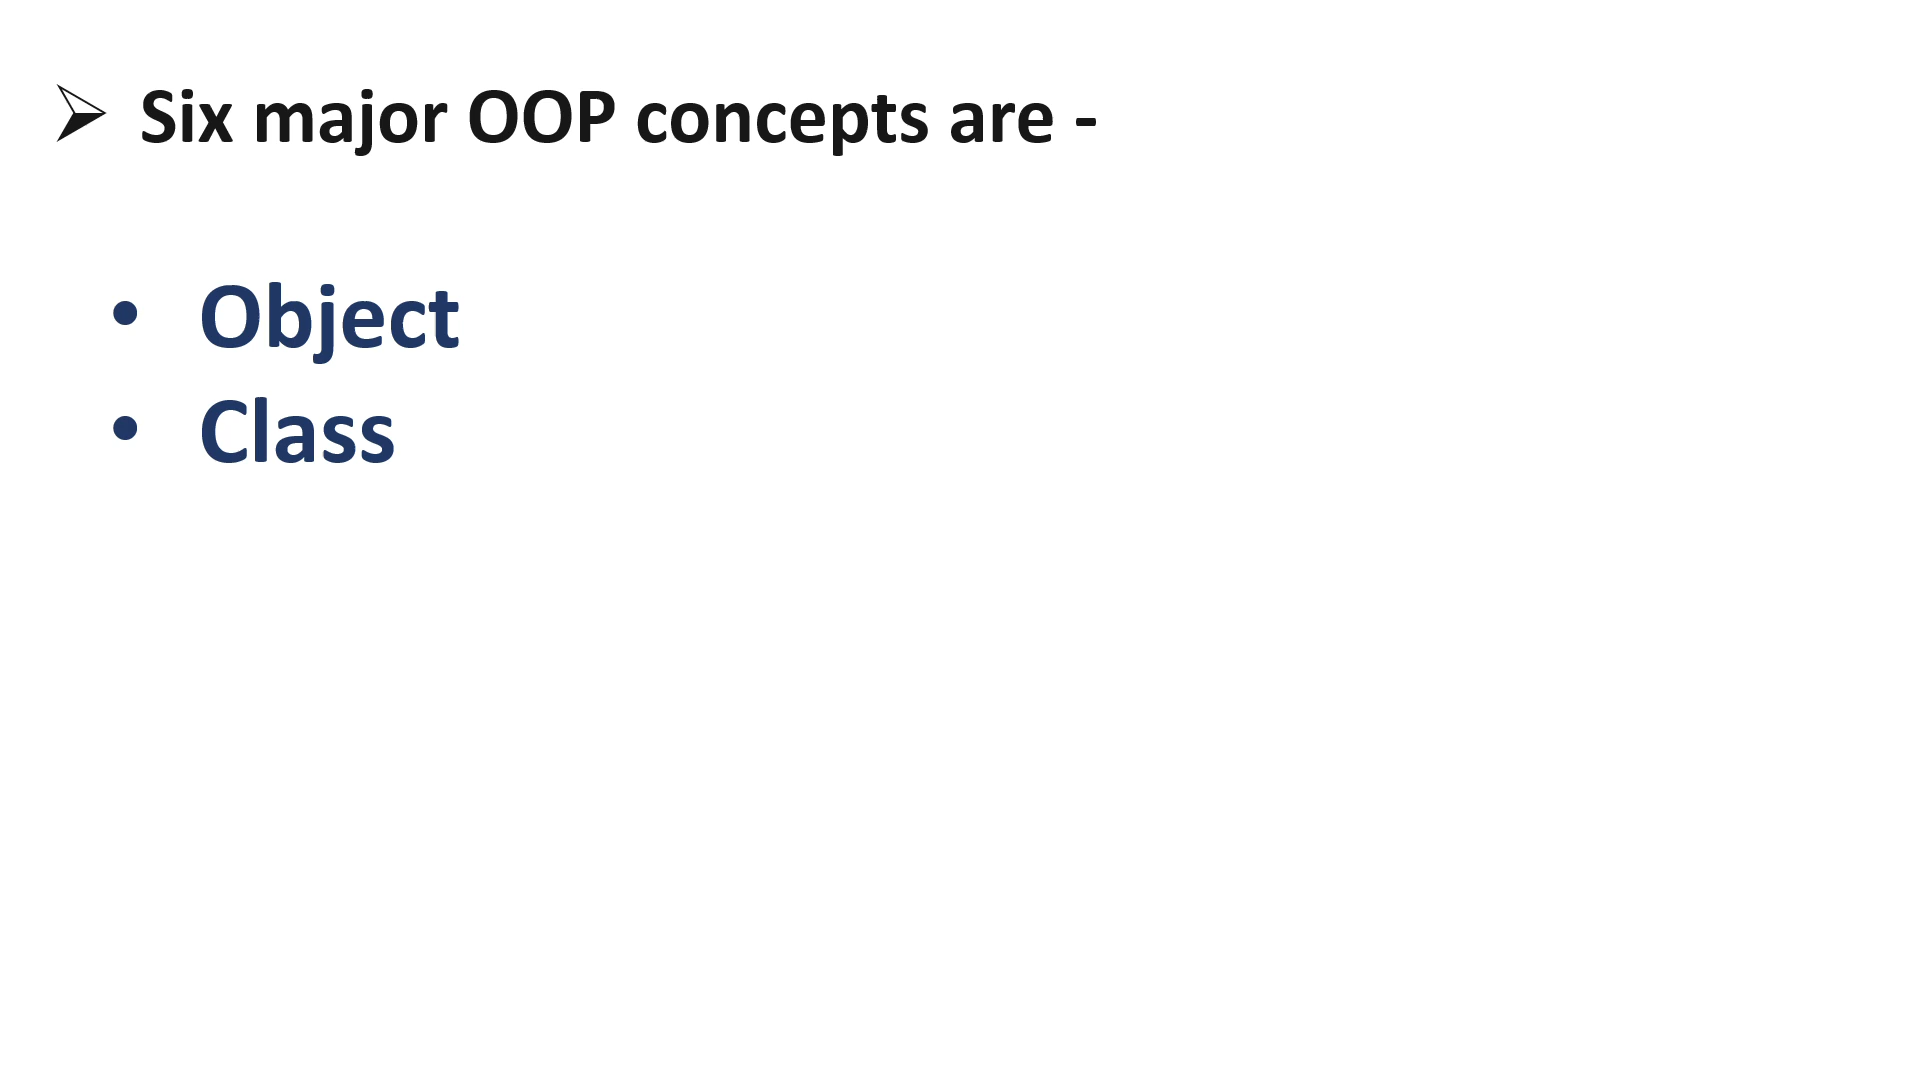 ➢ Six major OOP concepts are -
• Object
• Class